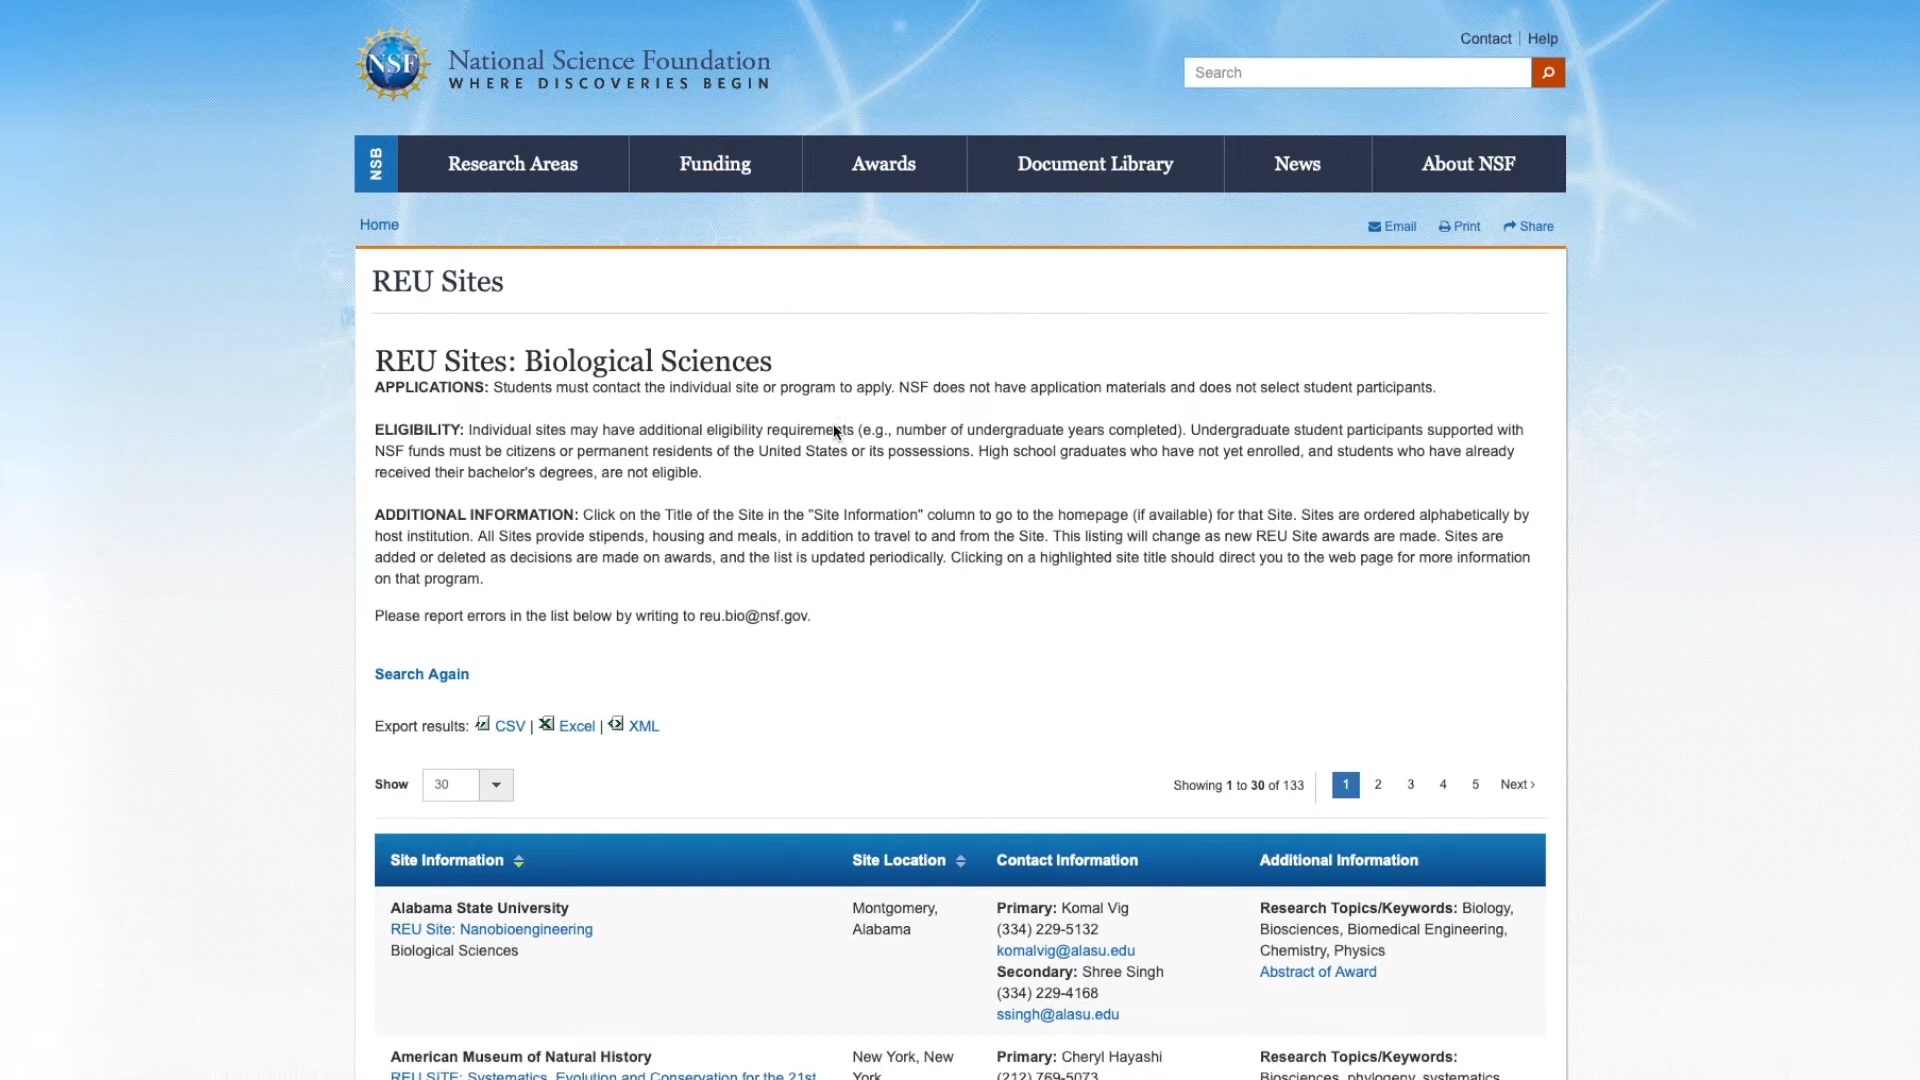 NSF
National Science Foundation
WHERE DISCOVERIES BEGIN
Contact | Help
Search
NSB
Research Areas
Funding
Awards
Document Library
News
About NSF
Home
Email
Print
Share
REU Sites
REU Sites: Biological Sciences
APPLICATIONS: Students must contact the individual site or program to apply. NSF does not have application materials and does not select student participants.
ELIGIBILITY: Individual sites may have additional eligibility requirements (e.g., number of undergraduate years completed). Undergraduate student participants supported with
NSF funds must be citizens or permanent residents of the United States or its possessions. High school graduates who have not yet enrolled, and students who have already
received their bachelor's degrees, are not eligible.
ADDITIONAL INFORMATION: Click on the Title of the Site in the "Site Information" column to go to the homepage (if available) for that Site. Sites are ordered alphabetically by
host institution. All Sites provide stipends, housing and meals, in addition to travel to and from the Site. This listing will change as new REU Site awards are made. Sites are
added or deleted as decisions are made on awards, and the list is updated periodically. Clicking on a highlighted site title should direct you to the web page for more information
on that program.
Please report errors in the list below by writing to reu.bio@nsf.gov.
Search Again
Export results: CSV | Excel | XML
Show 30
Showing 1 to 30 of 133
1 2 3 4 5 Next ›
Site Information
Site Location
Contact Information
Additional Information
Alabama State University
REU Site: Nanobioengineering
Biological Sciences
Montgomery,
Alabama
Primary: Komal Vig
(334) 229-5132
komalvig@alasu.edu
Secondary: Shree Singh
(334) 229-4168
ssingh@alasu.edu
Research Topics/Keywords: Biology,
Biosciences, Biomedical Engineering,
Chemistry, Physics
Abstract of Award
American Museum of Natural History
REU SITE: Systematics, Evolution and Conservation for the 21st
New York, New
York
Primary: Cheryl Hayashi
(212) 769-5073
Research Topics/Keywords:
Biosciences, phylogeny, systematics,